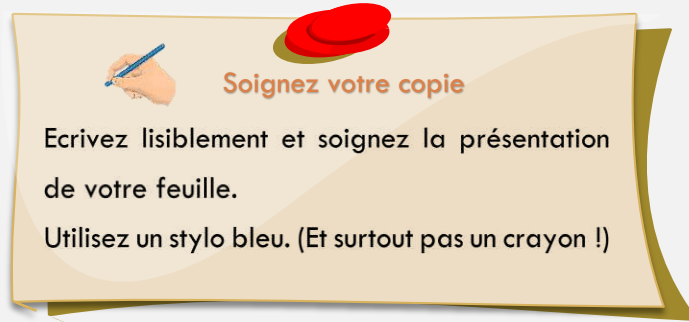 Soignez votre copie
Ecrivez lisiblement et soignez la présentation
de votre feuille.
Utilisez un stylo bleu. (Et surtout pas un crayon !)